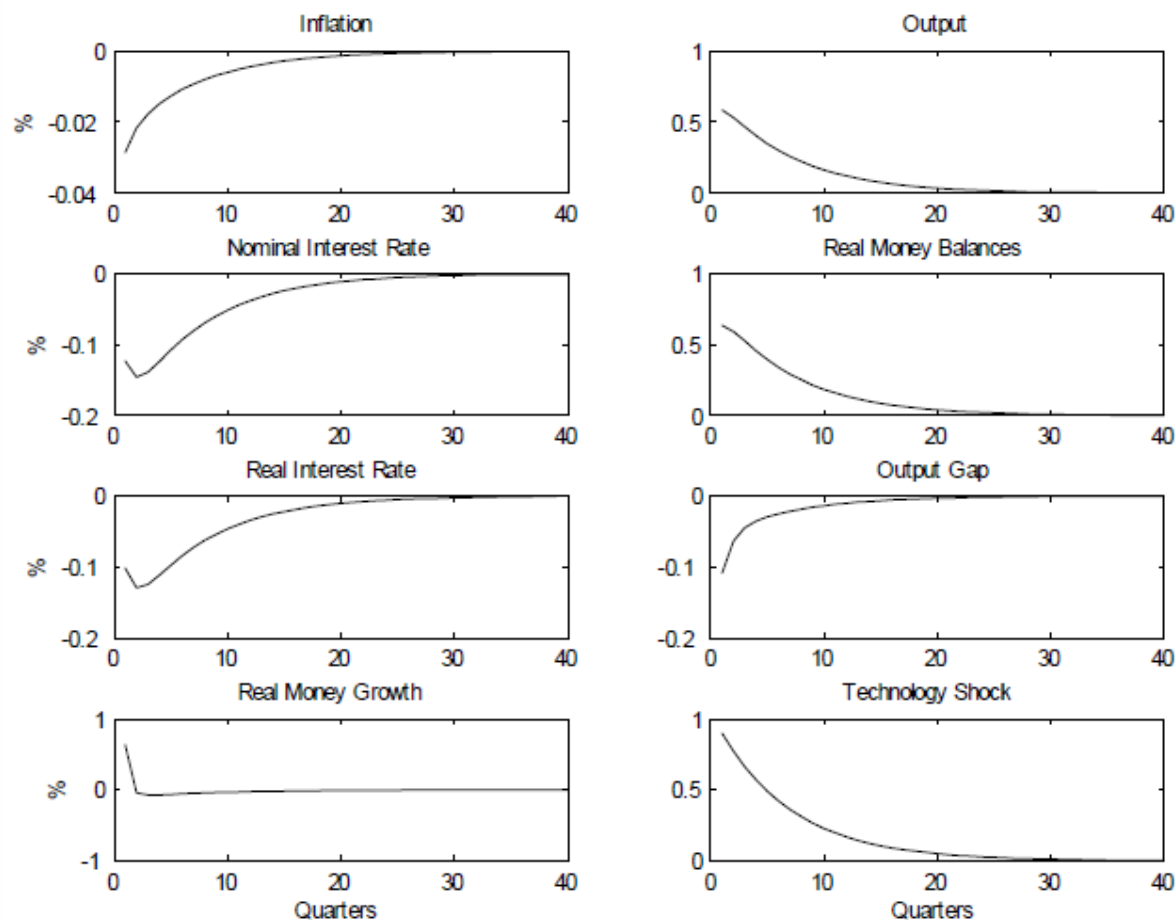 Inflation
Output
0
-0.02
-0.04
%
0 10 20 30 40
1
0.5
0
0 10 20 30 40
Nominal Interest Rate
Real Money Balances
0
-0.1
-0.2
%
0 10 20 30 40
1
0.5
0
0 10 20 30 40
Real Interest Rate
Output Gap
0
-0.1
-0.2
%
0 10 20 30 40
0
-0.1
-0.2
0 10 20 30 40
Real Money Growth
Technology Shock
1
0
-1
%
0 10 20 30 40
Quarters
1
0.5
0
0 10 20 30 40
Quarters